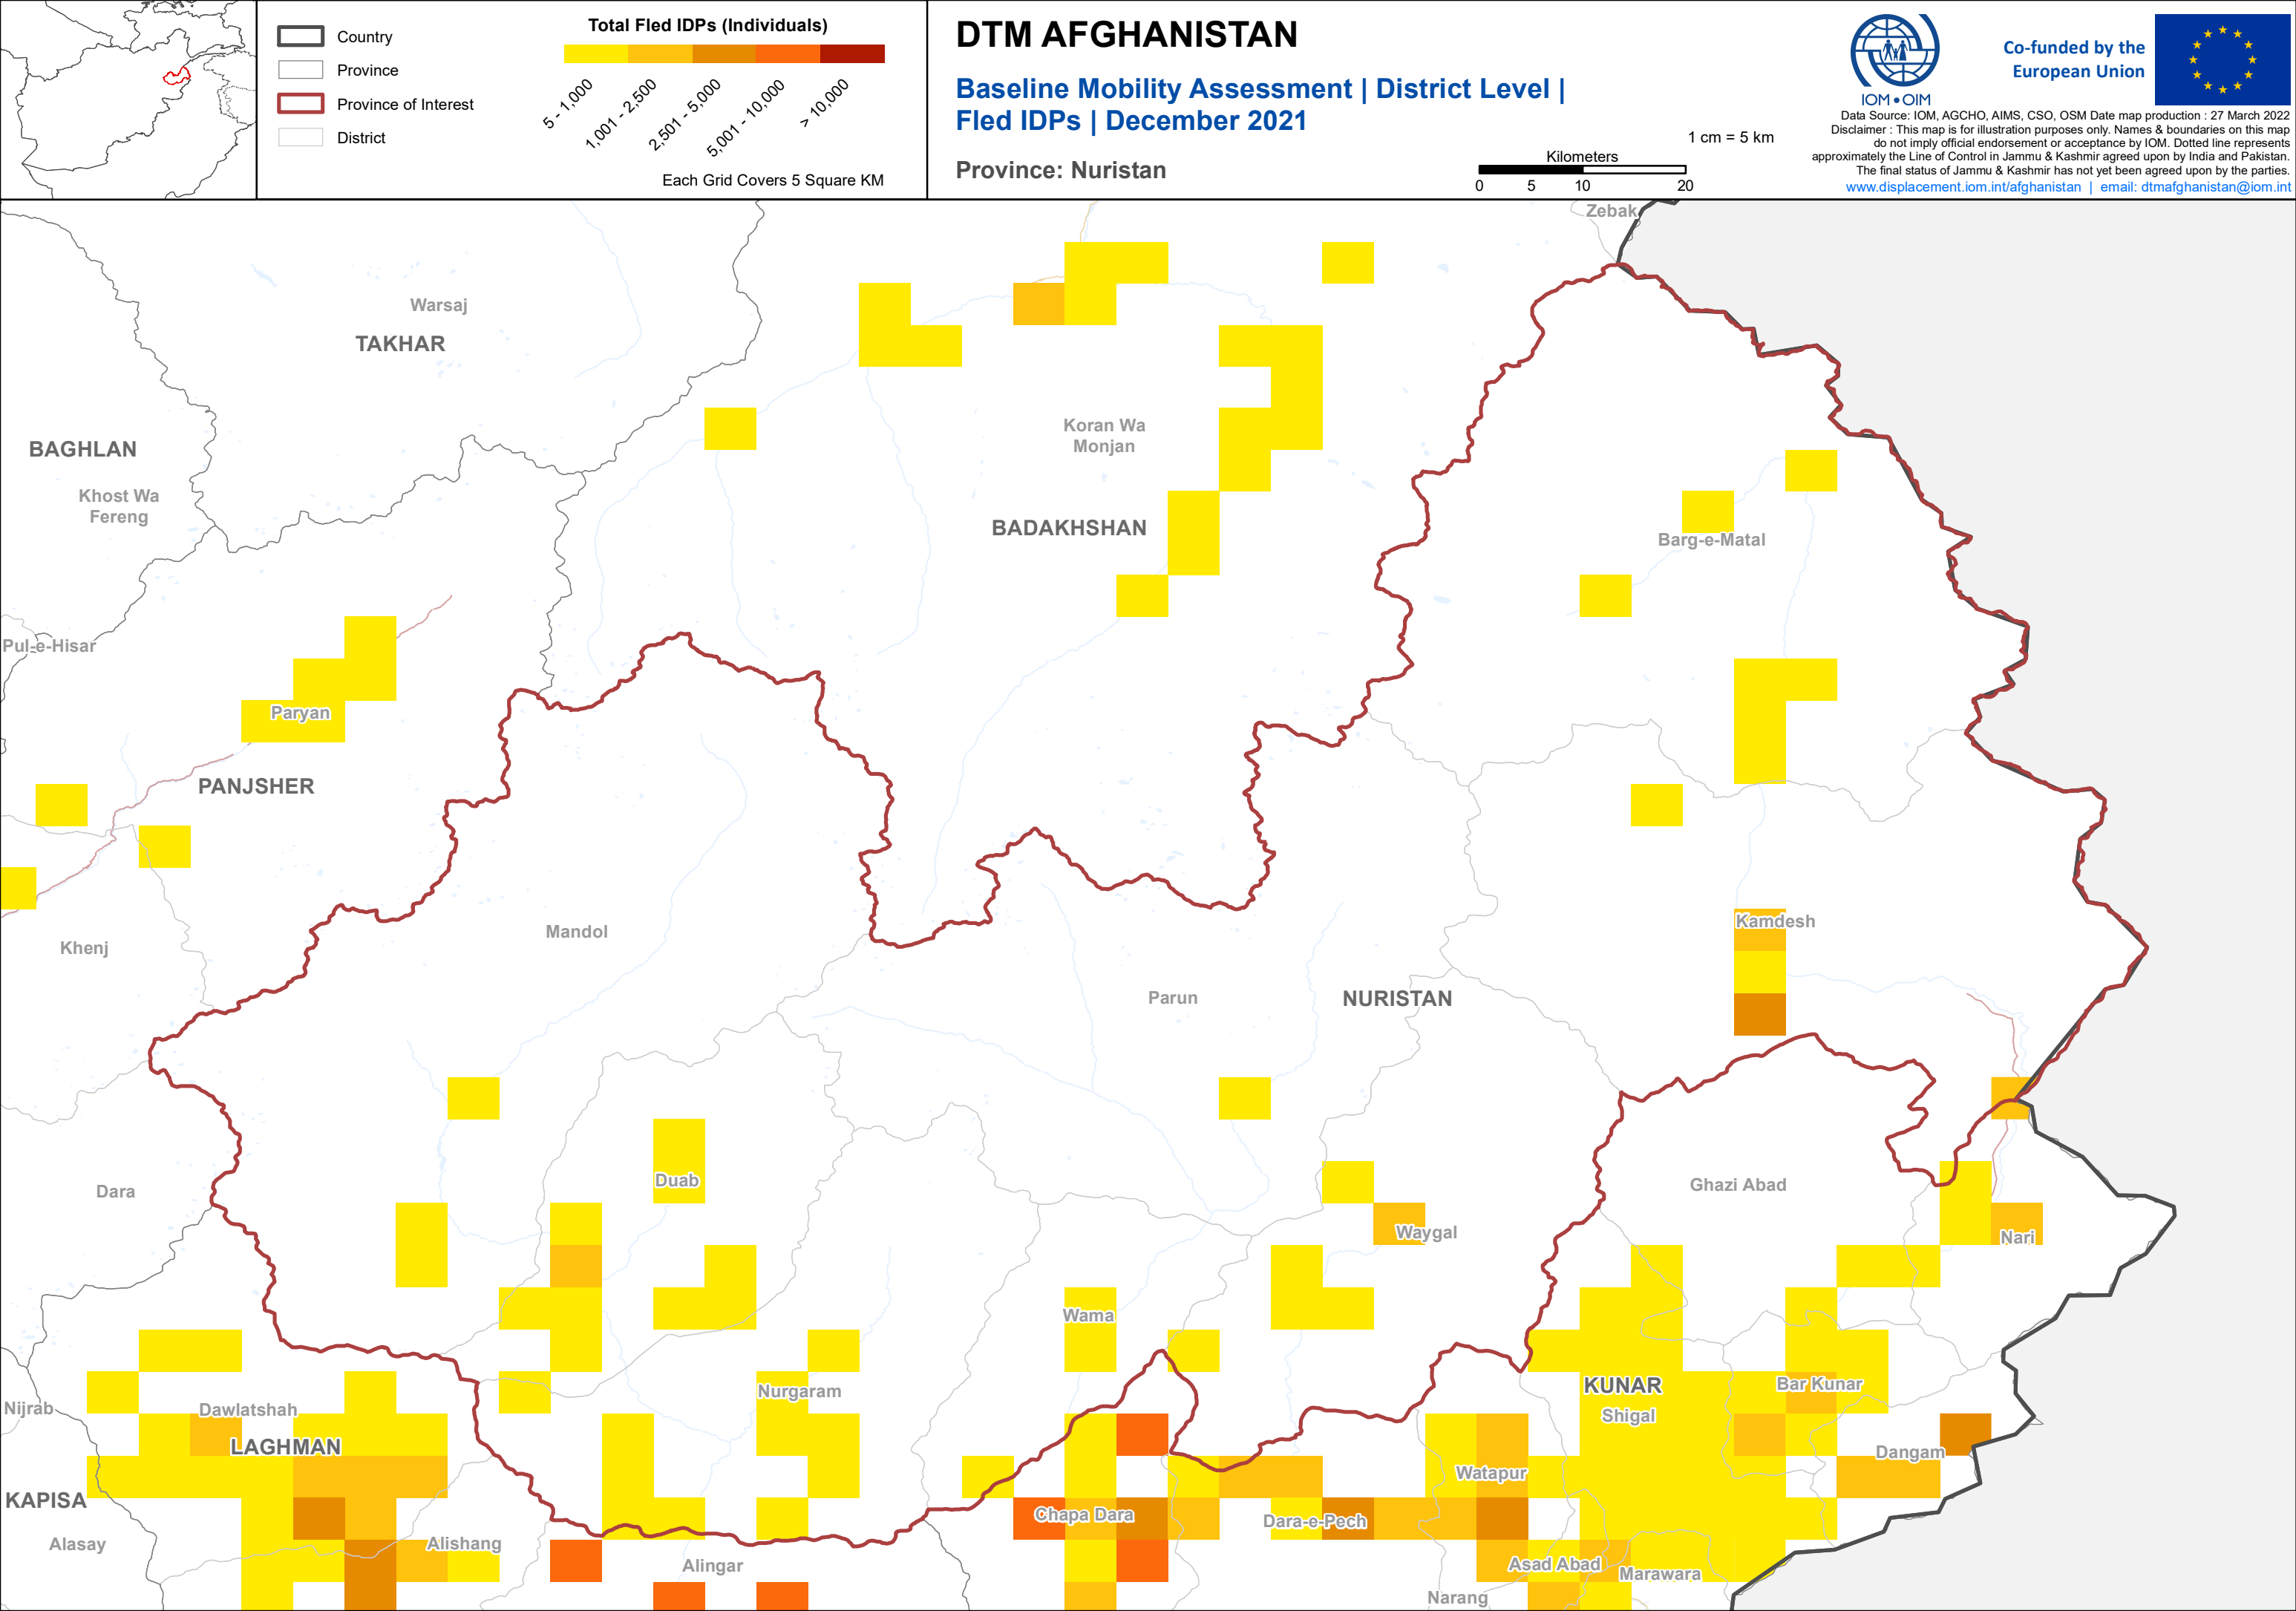 Country
Province
Province of Interest
District
Total Fled IDPs (Individuals)
5 - 1,000
1,001 - 2,500
2,501 - 5,000
5,001 - 10,000
> 10,000
Each Grid Covers 5 Square KM
DTM AFGHANISTAN
Baseline Mobility Assessment | District Level |
Fled IDPs | December 2021
Province: Nuristan
1 cm = 5 km
Kilometers
0 5 10 20
IOM • OIM
Co-funded by the
European Union
Data Source: IOM, AGCHO, AIMS, CSO, OSM Date map production : 27 March 2022
Disclaimer : This map is for illustration purposes only. Names & boundaries on this map
do not imply official endorsement or acceptance by IOM. Dotted line represents
approximately the Line of Control in Jammu & Kashmir agreed upon by India and Pakistan.
The final status of Jammu & Kashmir has not yet been agreed upon by the parties.
www.displacement.iom.int/afghanistan | email: dtmafghanistan@iom.int
Zebak
Warsaj
TAKHAR
BAGHLAN
Koran Wa
Monjan
Khost Wa
Fereng
BADAKHSHAN
Barg-e-Matal
Pul-e-Hisar
Paryan
PANJSHER
Kamdesh
Mandol
Khenj
Parun
NURISTAN
Duab
Dara
Ghazi Abad
Waygal
Nari
Wama
KUNAR
Bar Kunar
Nurgaram
Nijrab
Dawlatshah
Shigal
LAGHMAN
Dangam
Watapur
KAPISA
Chapa Dara
Dara-e-Pech
Alasay
Alishang
Alingar
Asad Abad
Marawara
Narang